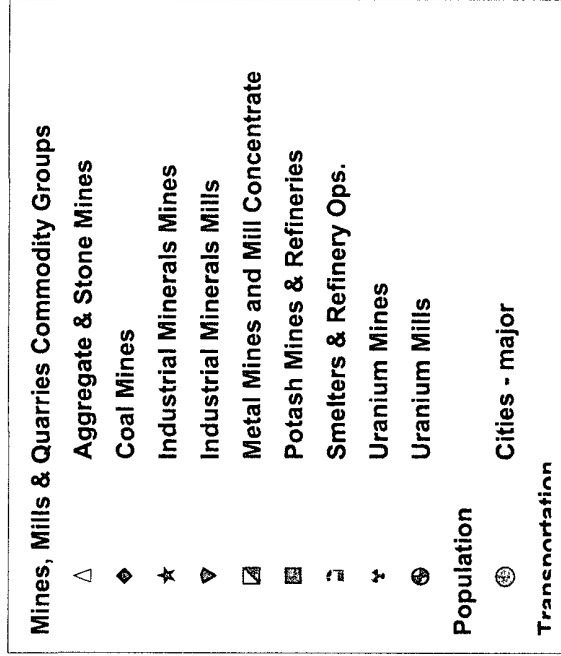 Mines, Mills & Quarries Commodity Groups
Aggregate & Stone Mines
Coal Mines
Industrial Minerals Mines
Industrial Minerals Mills
Metal Mines and Mill Concentrate
Potash Mines & Refineries
Smelters & Refinery Ops.
Uranium Mines
Uranium Mills
Population
Cities - major
Transportation